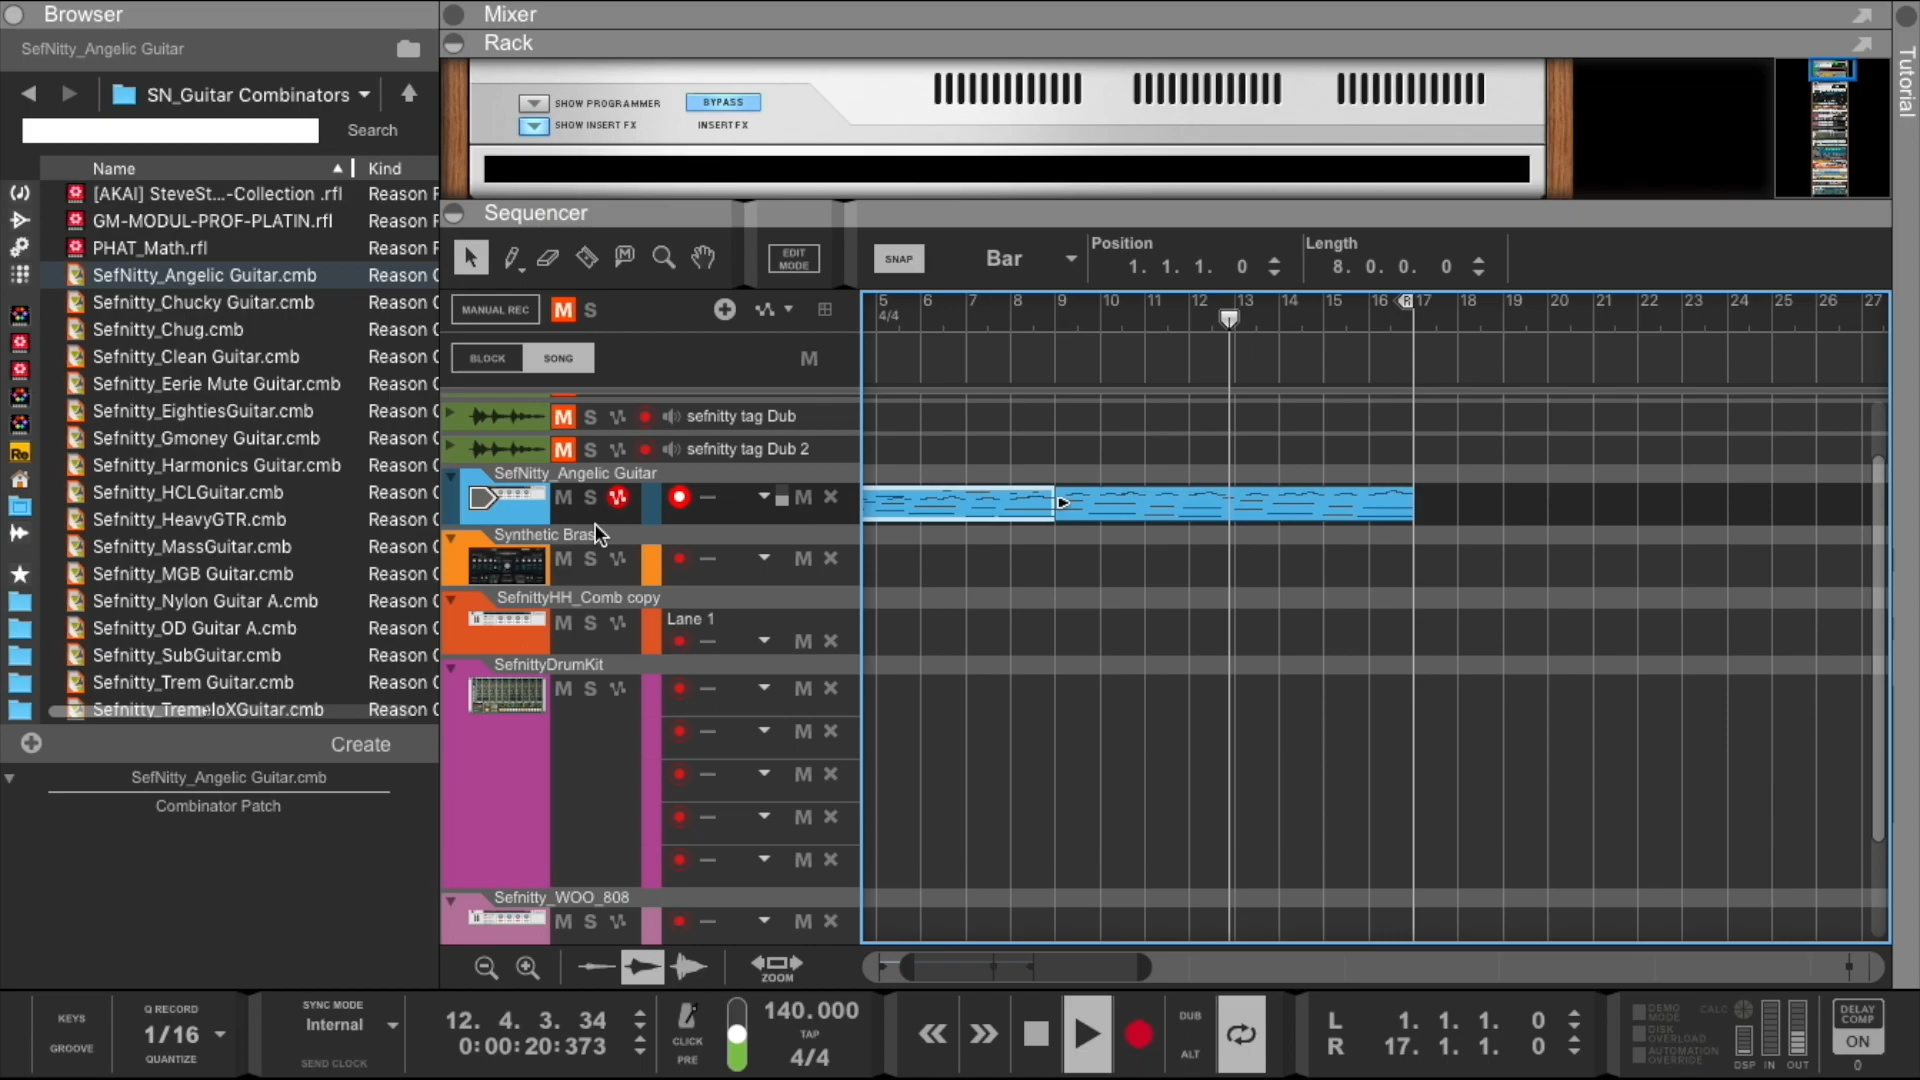 Browser
SefNitty_Angelic Guitar
SN_Guitar Combinators
Search
Name Kind
[AKAI] SteveSt...-Collection .rfl Reason F
GM-MODUL-PROF-PLATIN.rfl Reason F
PHAT_Math.rfl Reason F
SefNitty_Angelic Guitar.cmb Reason C
Sefnitty_Chucky Guitar.cmb Reason C
Sefnitty_Chug.cmb Reason C
Sefnitty_Clean Guitar.cmb Reason C
Sefnitty_Eerie Mute Guitar.cmb Reason C
Sefnitty_EightiesGuitar.cmb Reason C
Sefnitty_Gmoney Guitar.cmb Reason C
Sefnitty_Harmonics Guitar.cmb Reason C
Sefnitty_HCLGuitar.cmb Reason C
Sefnitty_HeavyGTR.cmb Reason C
Sefnitty_MassGuitar.cmb Reason C
Sefnitty_MGB Guitar.cmb Reason C
Sefnitty_Nylon Guitar A.cmb Reason C
Sefnitty_OD Guitar A.cmb Reason C
Sefnitty_SubGuitar.cmb Reason C
Sefnitty_Trem Guitar.cmb Reason C
Sefnitty_TremeloXGuitar.cmb Reason C
Re
Create
SefNitty_Angelic Guitar.cmb
Combinator Patch
Mixer
Rack
SHOW PROGRAMMER
BYPASS
SHOW INSERT FX
INSERT FX
Tutorial
Sequencer
EDIT MODE
SNAP
Bar
Position
1. 1. 1. 0
Length
8. 0. 0. 0
MANUAL REC M S
5 6 7 8 9 10 11 12 13 14 15 16 R 17 18 19 20 21 22 23 24 25 26 27
4/4
BLOCK SONG M
M S sefnitty tag Dub
M S sefnitty tag Dub 2
SefNitty_Angelic Guitar
M S M
Synthetic Bras
M S M
SefnittyHH_Comb copy
M S Lane 1
M
SefnittyDrumKit
M S M
M
M
M
M
Sefnitty_WOO_808
M S M
ZOOM
KEYS
GROOVE
Q RECORD
1/16
QUANTIZE
SYNC MODE
Internal
SEND CLOCK
12. 4. 3. 34
0:00:20:373
CLICK
PRE
140.000
TAP
4/4
DUB
ALT
L 1. 1. 1. 0
R 17. 1. 1. 0
DEMO MODE
DISK OVERLOAD
AUTOMATION OVERRIDE
CALC
DSP IN OUT
DELAY COMP
ON
0